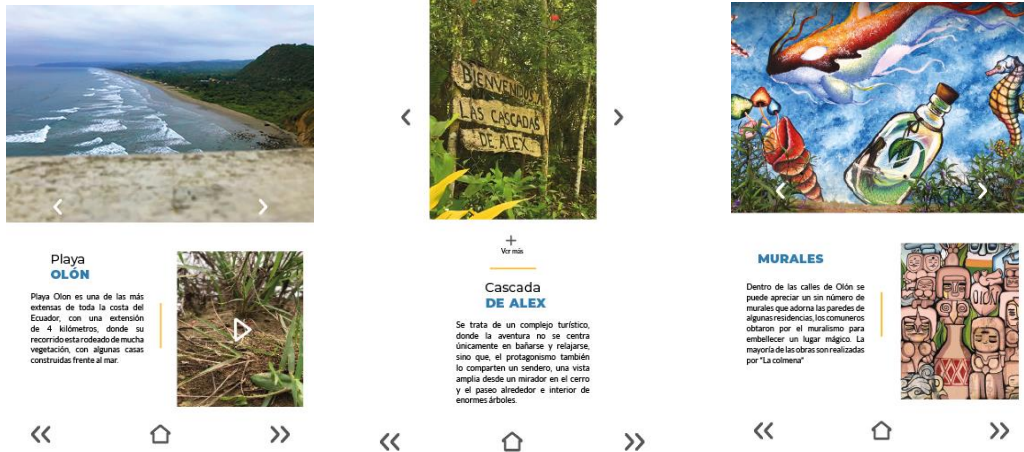 Playa
OLÓN
Playa Olon es una de las más
extensas de toda la costa del
Ecuador, con una extensión
de 4 kilómetros, donde su
recorrido esta rodeado de mucha
vegetación, con algunas casas
construidas frente al mar.
BIENVENIDOS A
LAS CASCADAS
DE ALEX
Ver más
Cascada
DE ALEX
Se trata de un complejo turístico,
donde la aventura no se centra
únicamente en bañarse y relajarse,
sino que, el protagonismo también
lo comparten un sendero, una vista
amplia desde un mirador en el cerro
y el paseo alrededor e interior de
enormes árboles.
MURALES
Dentro de las calles de Olón se
puede apreciar un sin número de
murales que adorna las paredes de
algunas residencias, los comuneros
obtaron por el muralismo para
embellecer un lugar mágico. La
mayoría de las obras son realizadas
por "La colmena"
OLON